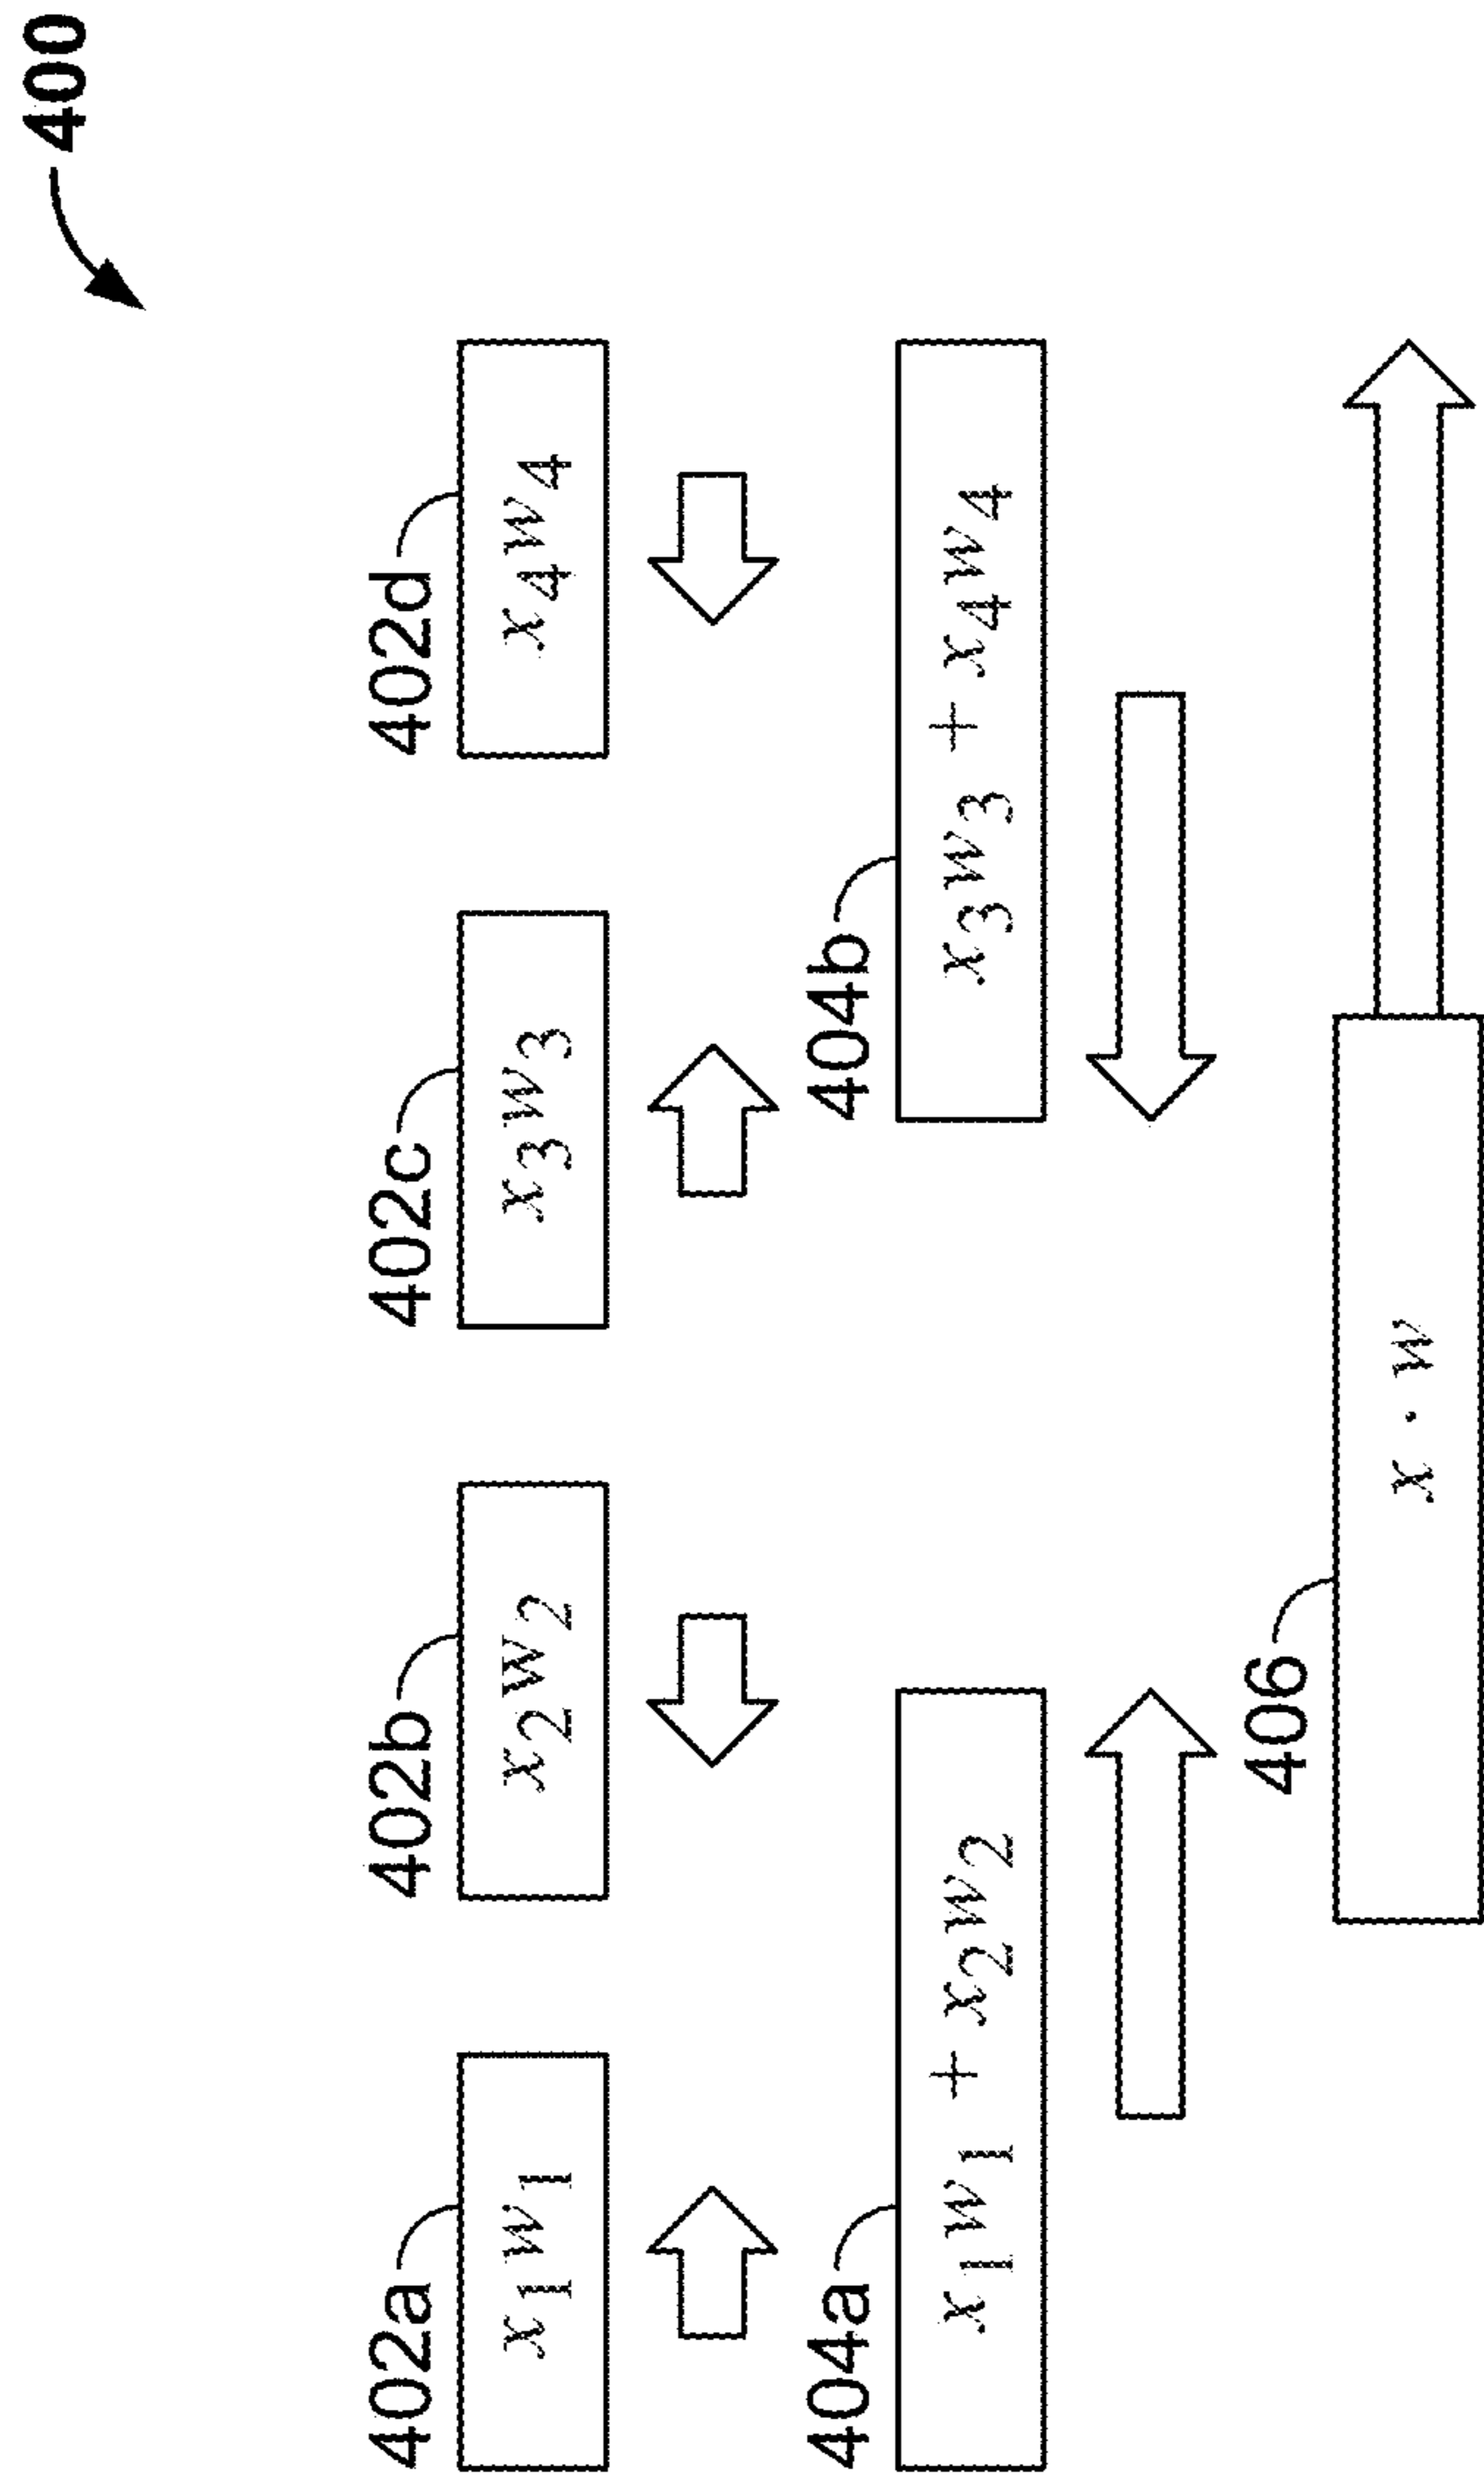 400
402a 402b 402c 402d
x₁w₁ x₂w₂ x₃w₃ x₄w₄
404a 404b
x₁w₁ + x₂w₂ x₃w₃ + x₄w₄
406
x · w